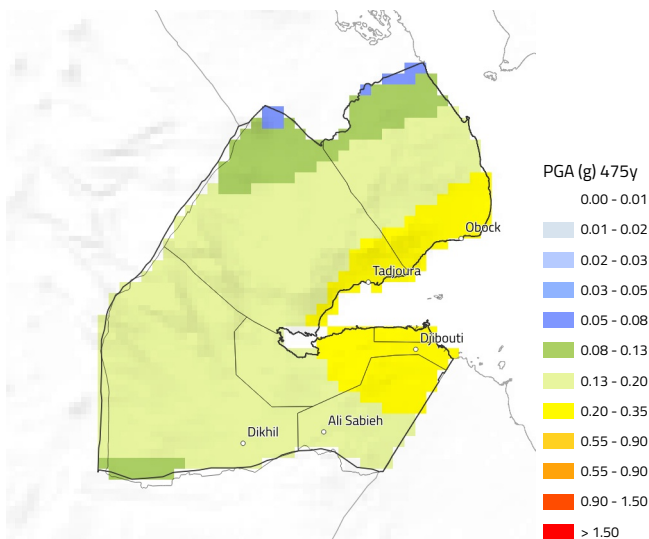 PGA (g) 475y
0.00 - 0.01
0.01 - 0.02
0.02 - 0.03
0.03 - 0.05
0.05 - 0.08
0.08 - 0.13
0.13 - 0.20
0.20 - 0.35
0.55 - 0.90
0.55 - 0.90
0.90 - 1.50
> 1.50
Obock
Tadjoura
Djibouti
Ali Sabieh
Dikhil